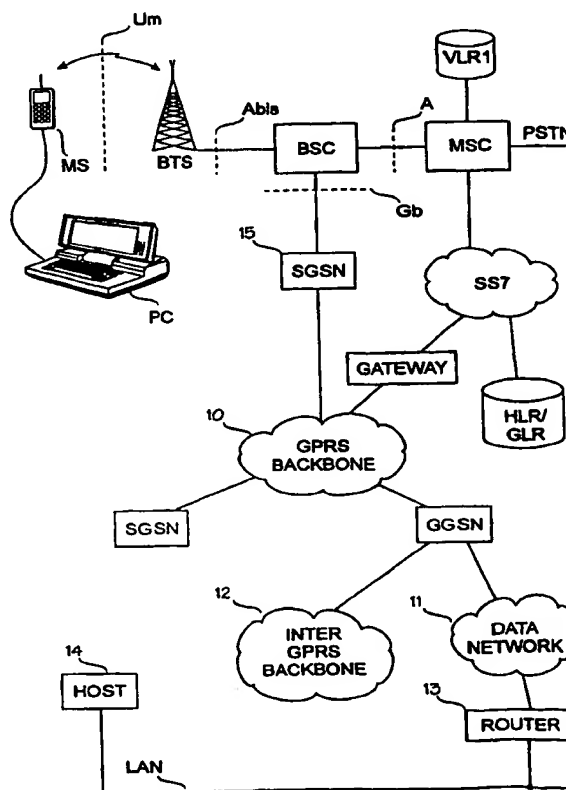 Um
VLR1
Abis
A
MS
BTS
BSC
MSC
PSTN
Gb
15
SGSN
SS7
PC
GATEWAY
HLR/
GLR
10
GPRS
BACKBONE
SGSN
GGSN
12
11
INTER
GPRS
BACKBONE
DATA
NETWORK
14
HOST
13
ROUTER
LAN